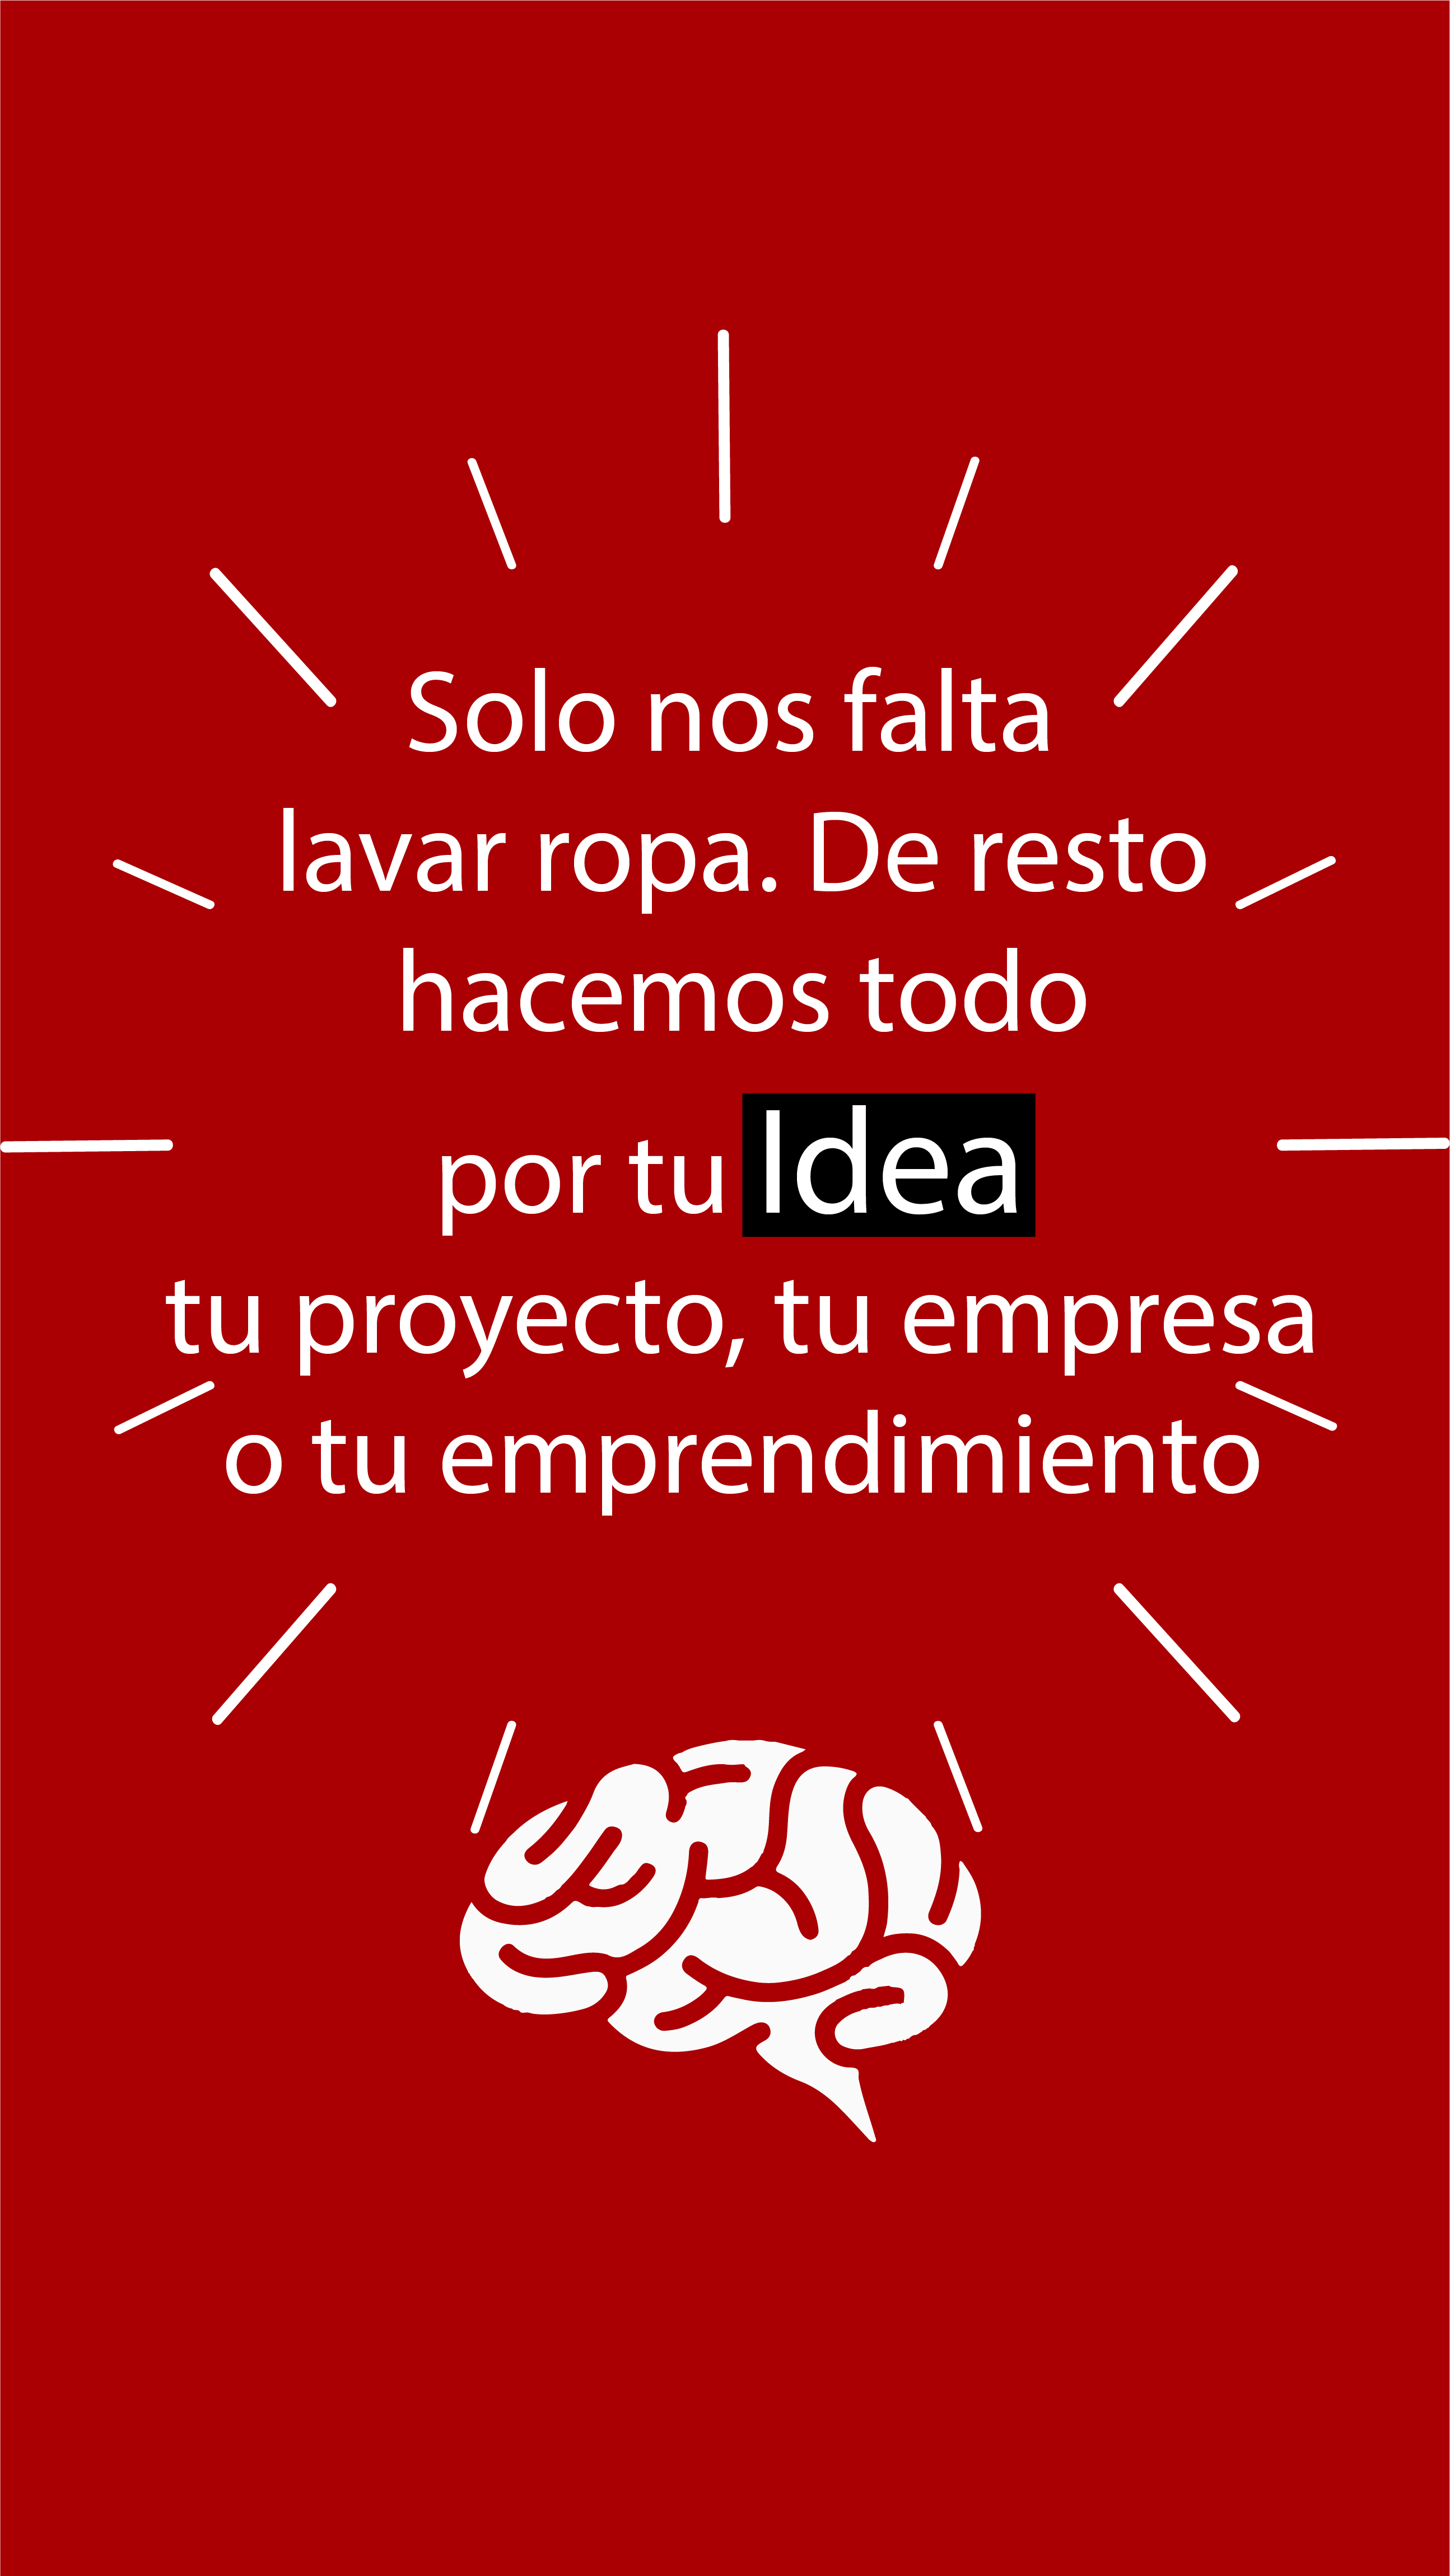 Solo nos falta
lavar ropa. De resto
hacemos todo
por tu Idea
tu proyecto, tu empresa
o tu emprendimiento